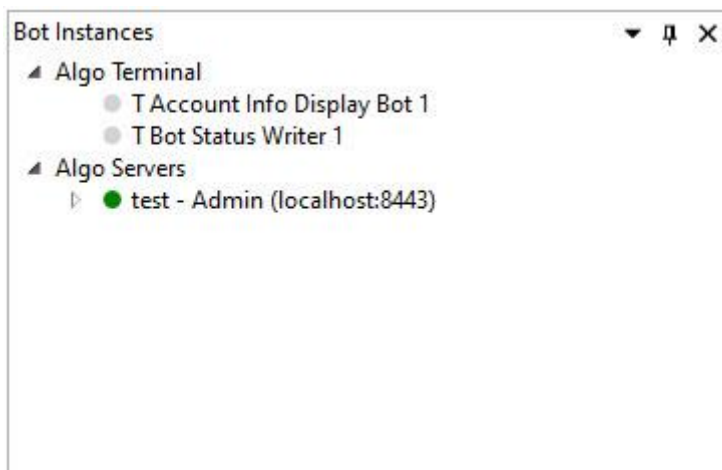 Bot Instances
Algo Terminal
T Account Info Display Bot 1
T Bot Status Writer 1
Algo Servers
test - Admin (localhost:8443)